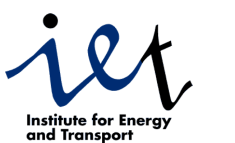 iet
Institute for Energy
and Transport